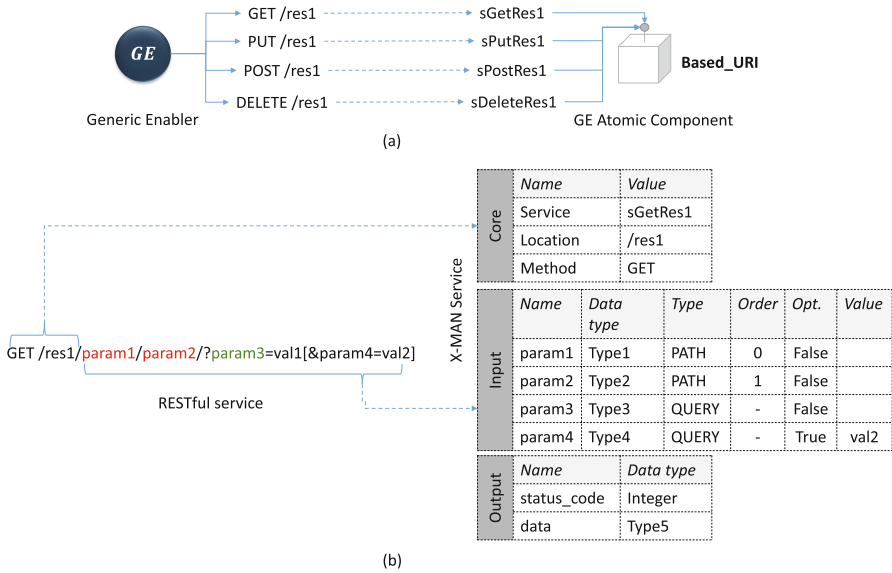 GE
GET /res1
PUT /res1
POST /res1
DELETE /res1
sGetRes1
sPutRes1
sPostRes1
sDeleteRes1
Based_URI
Generic Enabler
GE Atomic Component
(a)
GET /res1/param1/param2/?param3=val1[&param4=val2]
RESTful service
X-MAN Service
Core
Name Value
Service sGetRes1
Location /res1
Method GET
Input
Name Data type Type Order Opt. Value
param1 Type1 PATH 0 False
param2 Type2 PATH 1 False
param3 Type3 QUERY - False
param4 Type4 QUERY - True val2
Output
Name Data type
status_code Integer
data Type5
(b)